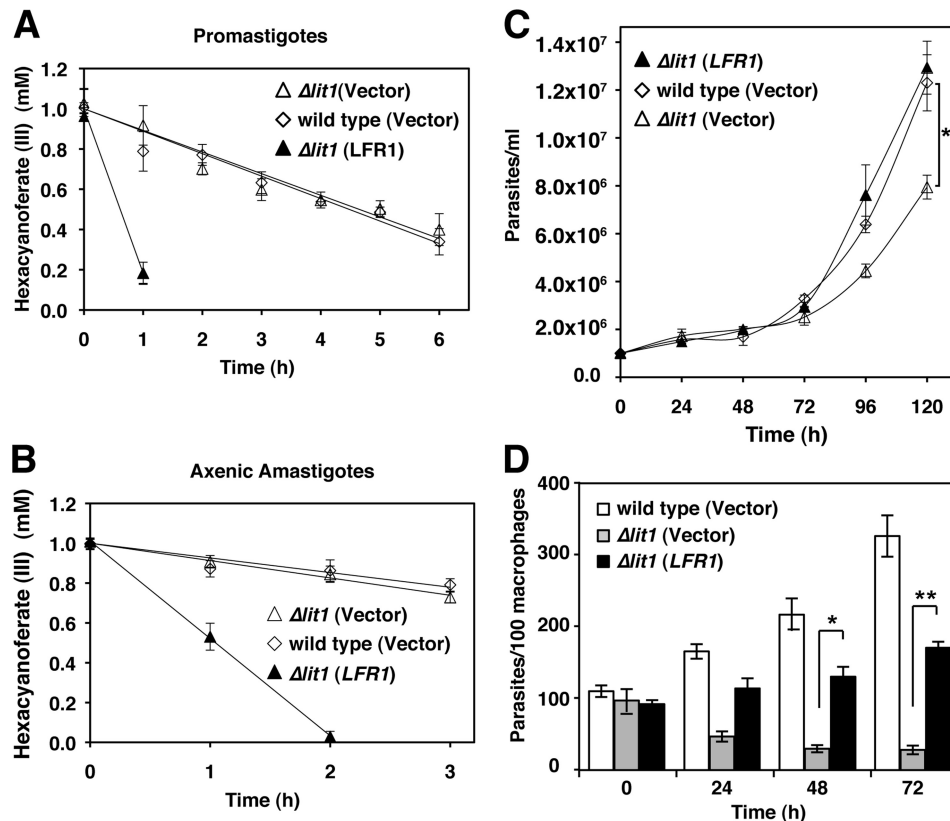 A
Promastigotes
Hexacyanoferate (III) (mM)
1.2
1.0
0.8
0.6
0.4
0.2
0.0
Δlit1(Vector)
wild type (Vector)
Δlit1 (LFR1)
0 1 2 3 4 5 6
Time (h)
B
Axenic Amastigotes
Hexacyanoferate (III) (mM)
1.2
1.0
0.8
0.6
0.4
0.2
0.0
Δlit1 (Vector)
wild type (Vector)
Δlit1 (LFR1)
0 1 2 3
Time (h)
C
Parasites/ml
1.4x10⁷
1.2x10⁷
1.0x10⁷
8.0x10⁶
6.0x10⁶
4.0x10⁶
2.0x10⁶
0.0
Δlit1 (LFR1)
wild type (Vector)
Δlit1 (Vector)
*
0 24 48 72 96 120
Time (h)
D
Parasites/100 macrophages
400
300
200
100
0
wild type (Vector)
Δlit1 (Vector)
Δlit1 (LFR1)
*
**
0 24 48 72
Time (h)